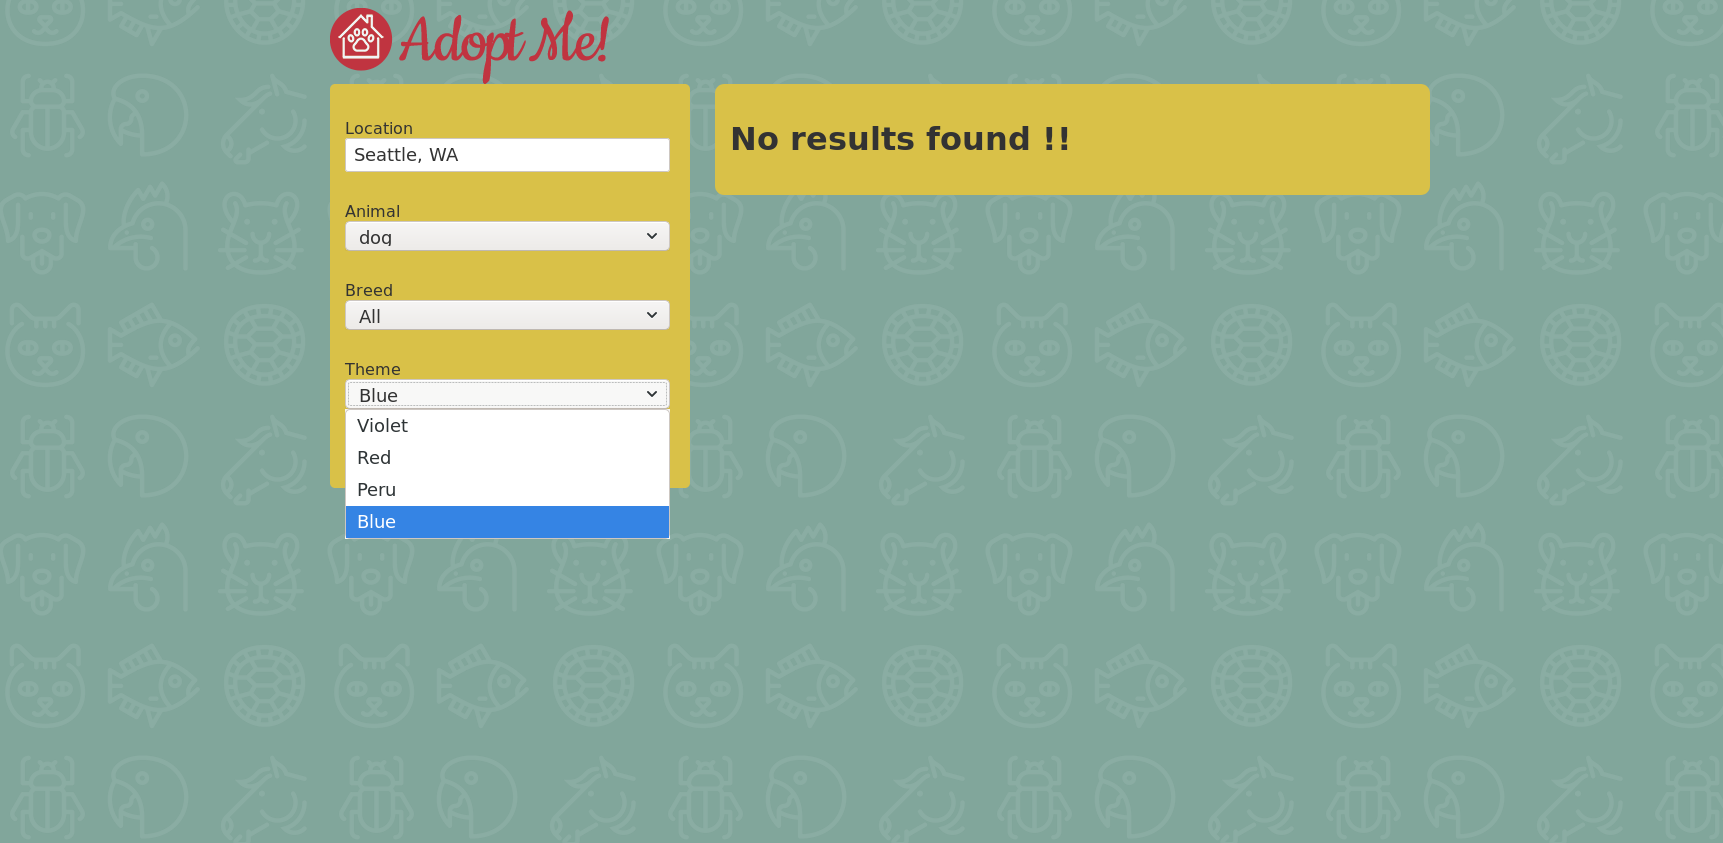 Adopt Me!
Location
Seattle, WA
Animal
dog
Breed
All
Theme
Blue
Violet
Red
Peru
Blue
No results found !!